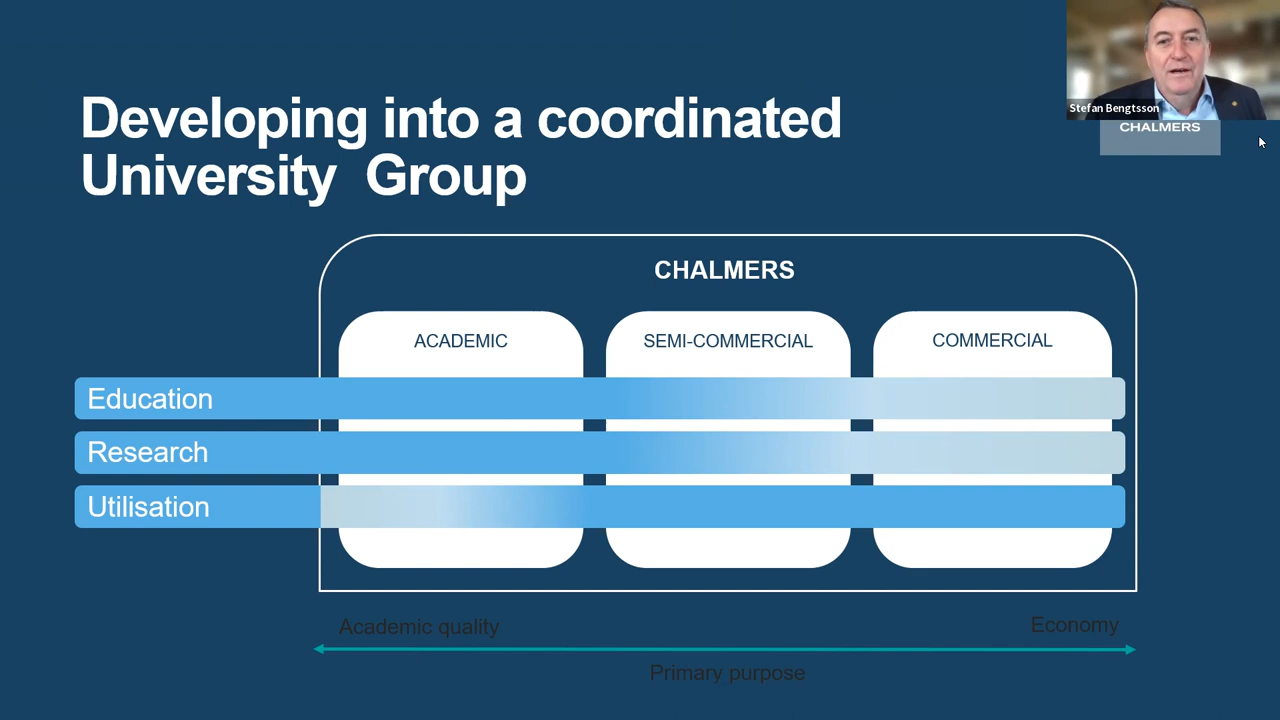 Developing into a coordinated
University Group
Stefan Bengtsson
CHALMERS
CHALMERS
ACADEMIC
SEMI-COMMERCIAL
COMMERCIAL
Education
Research
Utilisation
Academic quality
Economy
Primary purpose